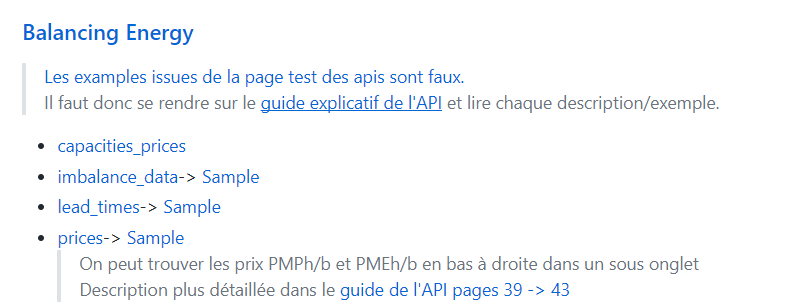 Balancing Energy
Les examples issues de la page test des apis sont faux.
Il faut donc se rendre sur le guide explicatif de l'API et lire chaque description/exemple.
capacities_prices
imbalance_data-> Sample
lead_times-> Sample
prices-> Sample
On peut trouver les prix PMPh/b et PMEh/b en bas à droite dans un sous onglet
Description plus détaillée dans le guide de l'API pages 39 -> 43